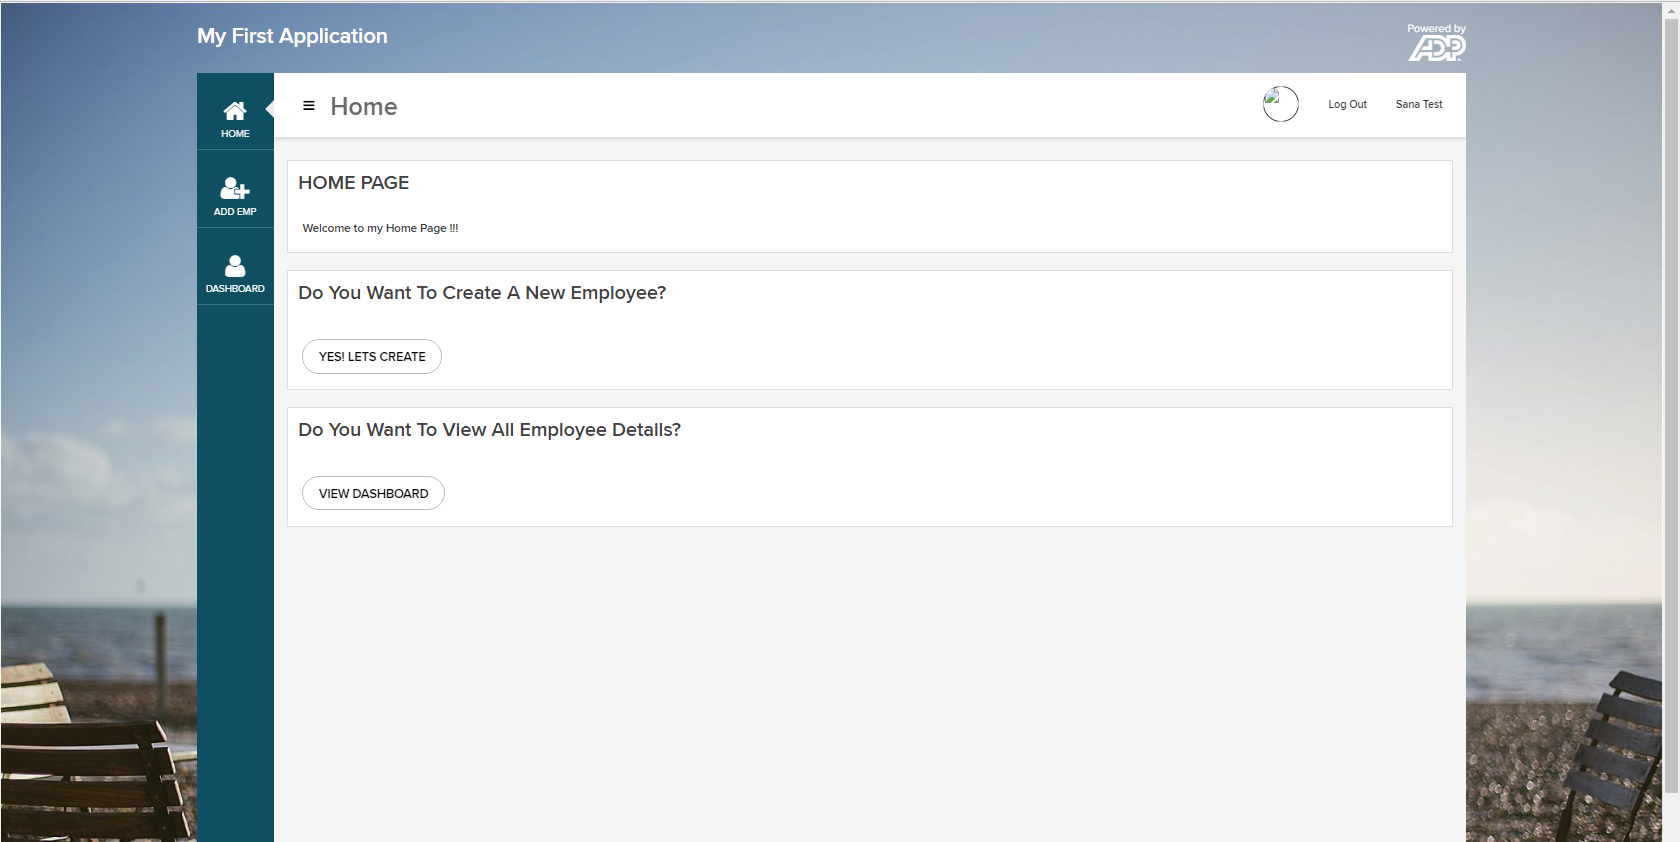 My First Application
Powered by
ADP
HOME
ADD EMP
DASHBOARD
Home
Log Out
Sana Test
HOME PAGE
Welcome to my Home Page !!!
Do You Want To Create A New Employee?
YES! LETS CREATE
Do You Want To View All Employee Details?
VIEW DASHBOARD